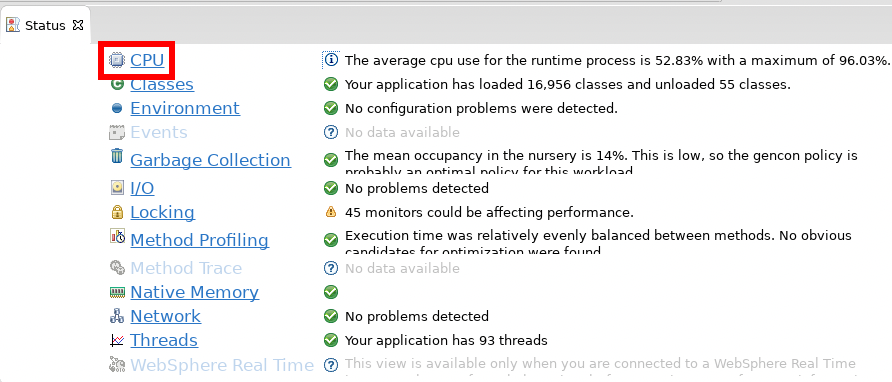 Status
CPU The average cpu use for the runtime process is 52.83% with a maximum of 96.03%.
Classes Your application has loaded 16,956 classes and unloaded 55 classes.
Environment No configuration problems were detected.
Events No data available
Garbage Collection The mean occupancy in the nursery is 14%. This is low, so the gencon policy is
probably an optimal policy for this workload.
I/O No problems detected
Locking 45 monitors could be affecting performance.
Method Profiling Execution time was relatively evenly balanced between methods. No obvious
candidates for optimization were found.
Method Trace No data available
Native Memory
Network No problems detected
Threads Your application has 93 threads
WebSphere Real Time This view is available only when you are connected to a WebSphere Real Time